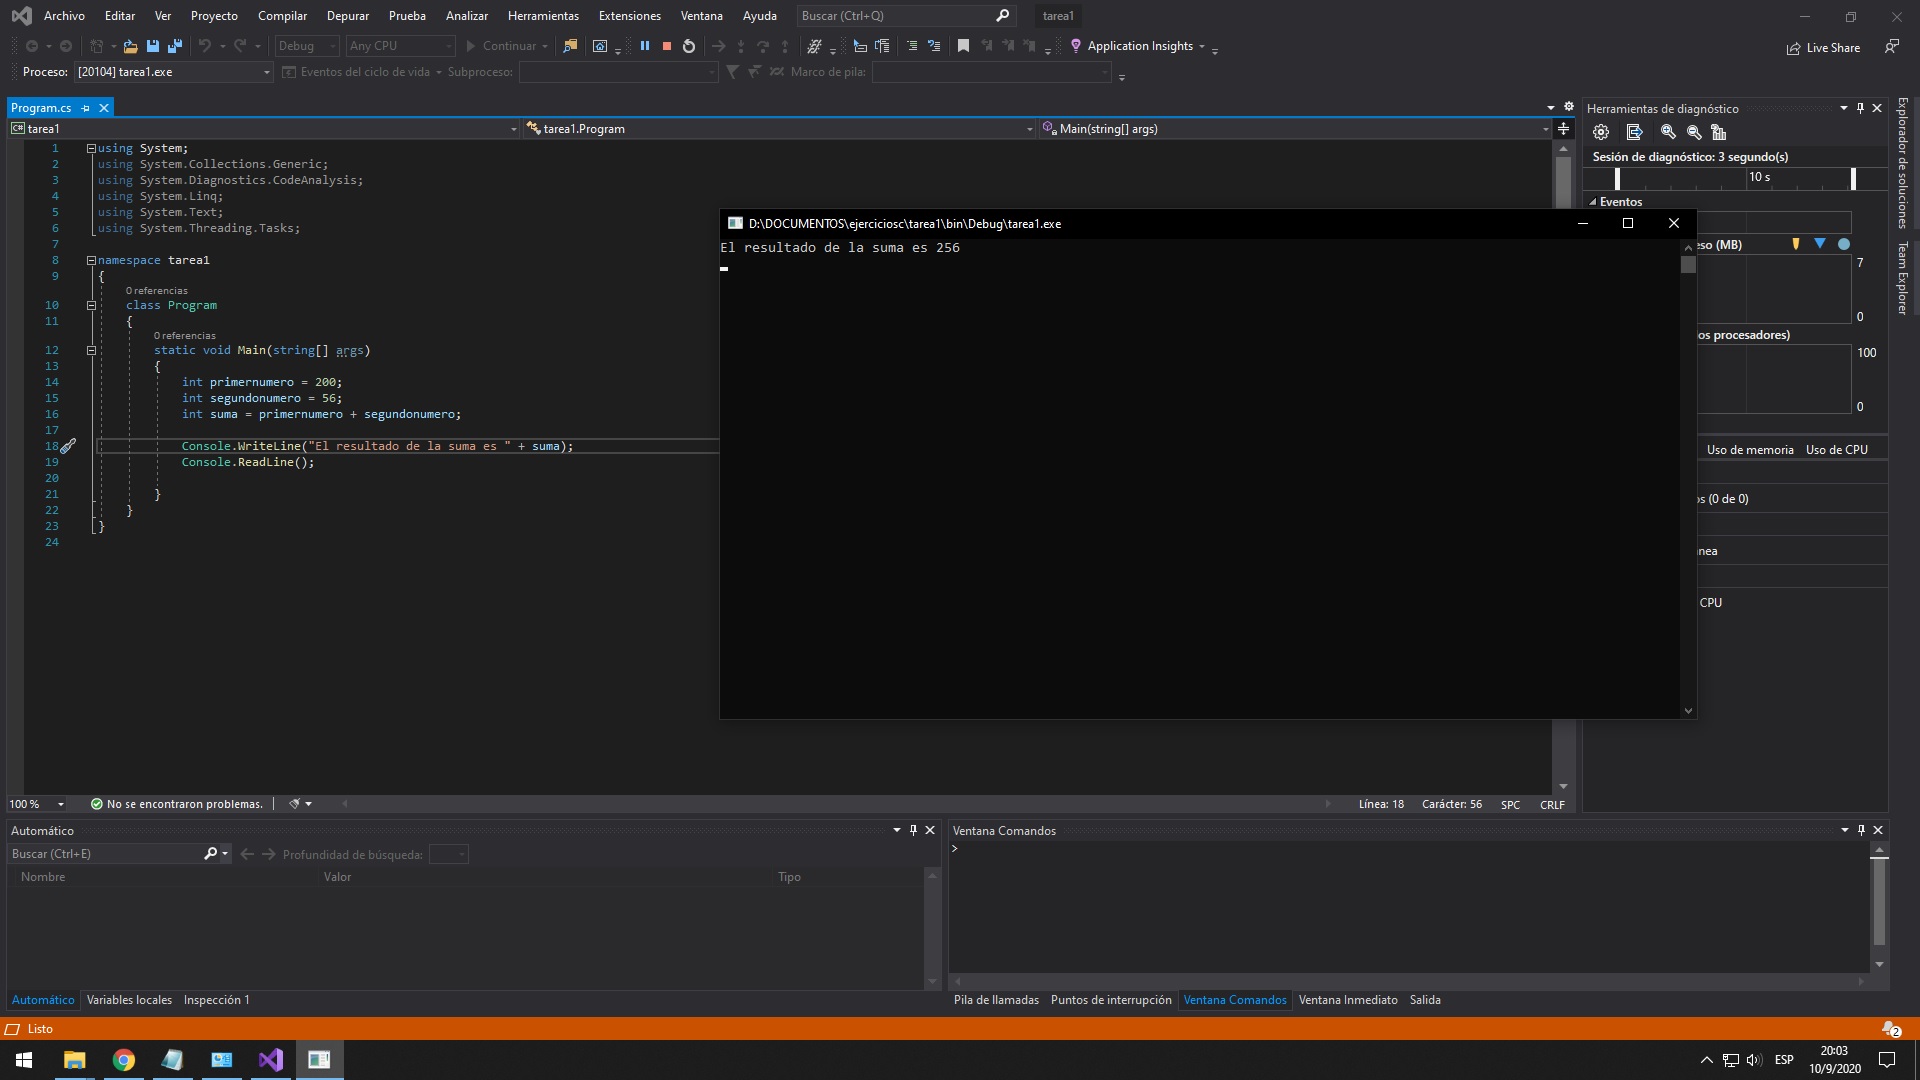 Archivo Editar Ver Proyecto Compilar Depurar Prueba Analizar Herramientas Extensiones Ventana Ayuda Buscar (Ctrl+Q) tarea1
Debug Any CPU Continuar Application Insights Live Share
Proceso: [20104] tarea1.exe Eventos del ciclo de vida Subproceso: Marco de pila:
Program.cs
tarea1 tarea1.Program Main(string[] args)
1 using System;
2 using System.Collections.Generic;
3 using System.Diagnostics.CodeAnalysis;
4 using System.Linq;
5 using System.Text;
6 using System.Threading.Tasks;
7
8 namespace tarea1
9 {
0 referencias
10 class Program
11 {
0 referencias
12 static void Main(string[] args)
13 {
14 int primernumero = 200;
15 int segundonumero = 56;
16 int suma = primernumero + segundonumero;
17
18 Console.WriteLine("El resultado de la suma es " + suma);
19 Console.ReadLine();
20
21 }
22 }
23 }
24
D:\DOCUMENTOS\ejerciciosc\tarea1\bin\Debug\tarea1.exe
El resultado de la suma es 256
Herramientas de diagnóstico
Sesión de diagnóstico: 3 segundo(s)
10 s
Eventos
eso (MB)
7
0
os procesadores)
100
0
Uso de memoria Uso de CPU
os (0 de 0)
nea
CPU
Explorador de soluciones
Team Explorer
100 % No se encontraron problemas. Línea: 18 Carácter: 56 SPC CRLF
Automático
Buscar (Ctrl+E) Profundidad de búsqueda:
Nombre Valor Tipo
Automático Variables locales Inspección 1
Ventana Comandos
>
Pila de llamadas Puntos de interrupción Ventana Comandos Ventana Inmediato Salida
Listo 2
ESP
20:03
10/9/2020